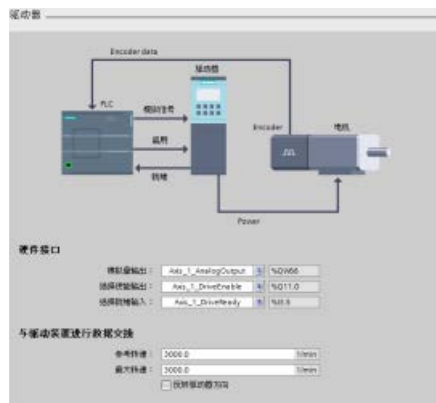 驱动器
Encoder data
驱动器
PLC
模拟信号
Encoder
电机
启用
就绪
Power
硬件接口
模拟量输出：
Axis_1_AnalogOutput
%QW66
选择使能输出：
Axis_1_DriveEnable
%Q11.0
选择就绪输入：
Axis_1_DriveReady
与驱动装置进行数据交换
参考转速：
3000.0
1/min
最大转速：
3000.0
1/min
反转驱动器方向